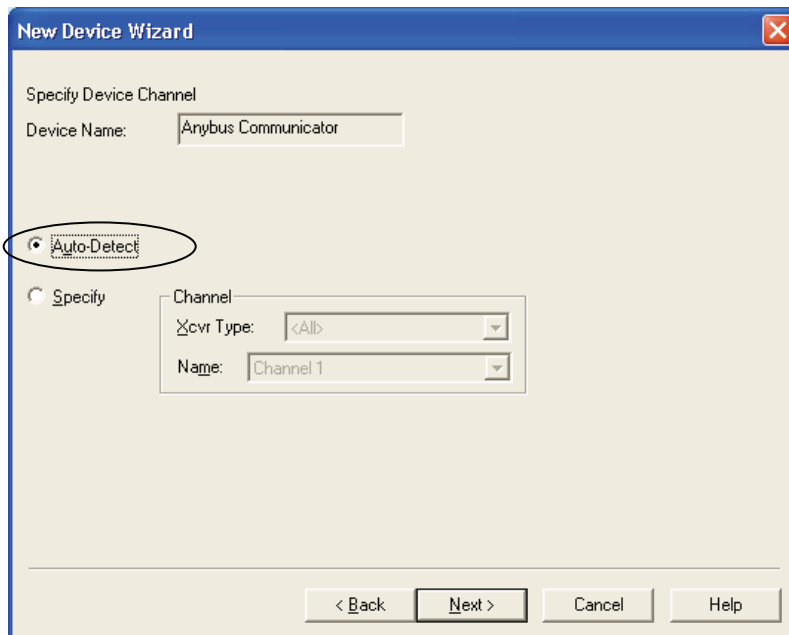 New Device Wizard
Specify Device Channel
Device Name: Anybus Communicator
Auto-Detect
Specify
Channel
Xcvr Type: <All>
Name: Channel 1
< Back Next > Cancel Help